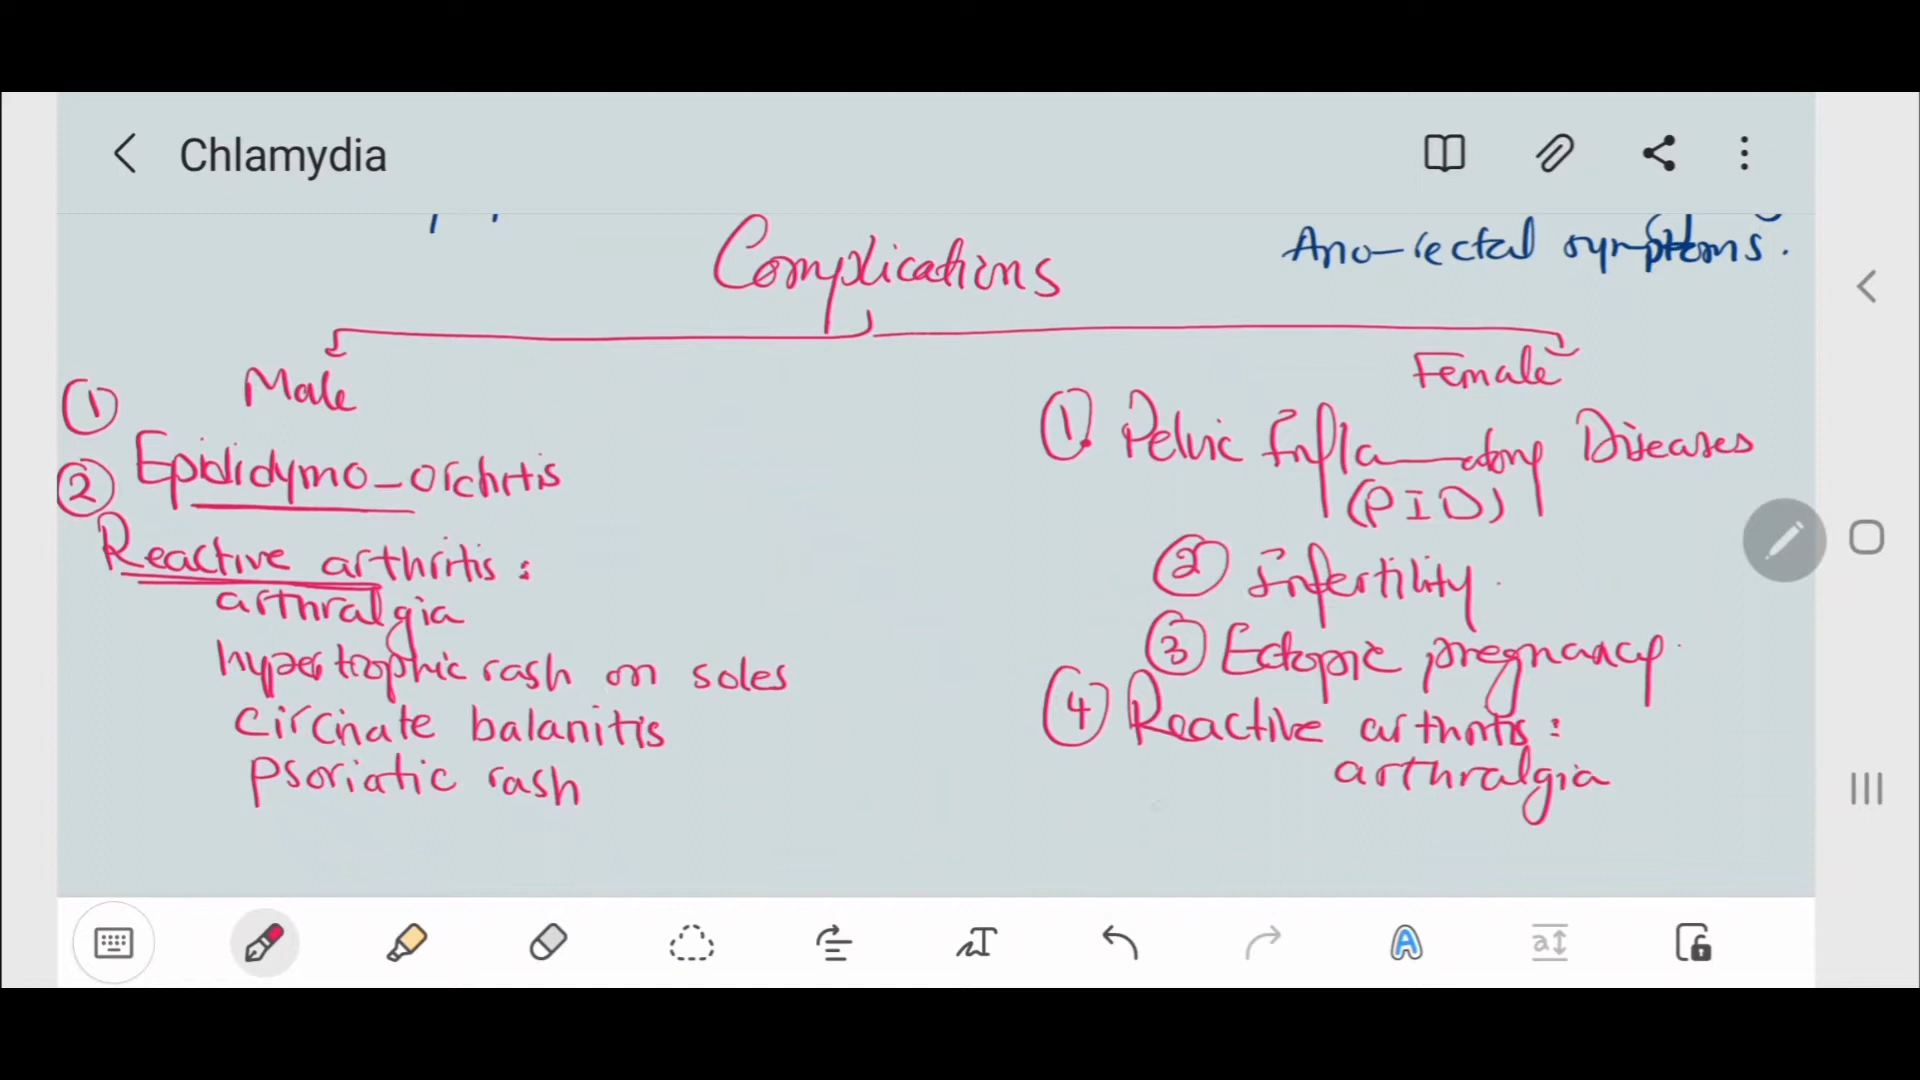 Chlamydia
Ano-rectal symptoms.
Complications
Male
①
Epididymo-orchitis
②
Reactive arthritis:
arthralgia
hypertrophic rash on soles
circinate balanitis
psoriatic rash
Female
①. Pelvic Inflammatory Diseases
(PID)
② Infertility.
③ Ectopic pregnancy.
④ Reactive arthritis:
arthralgia